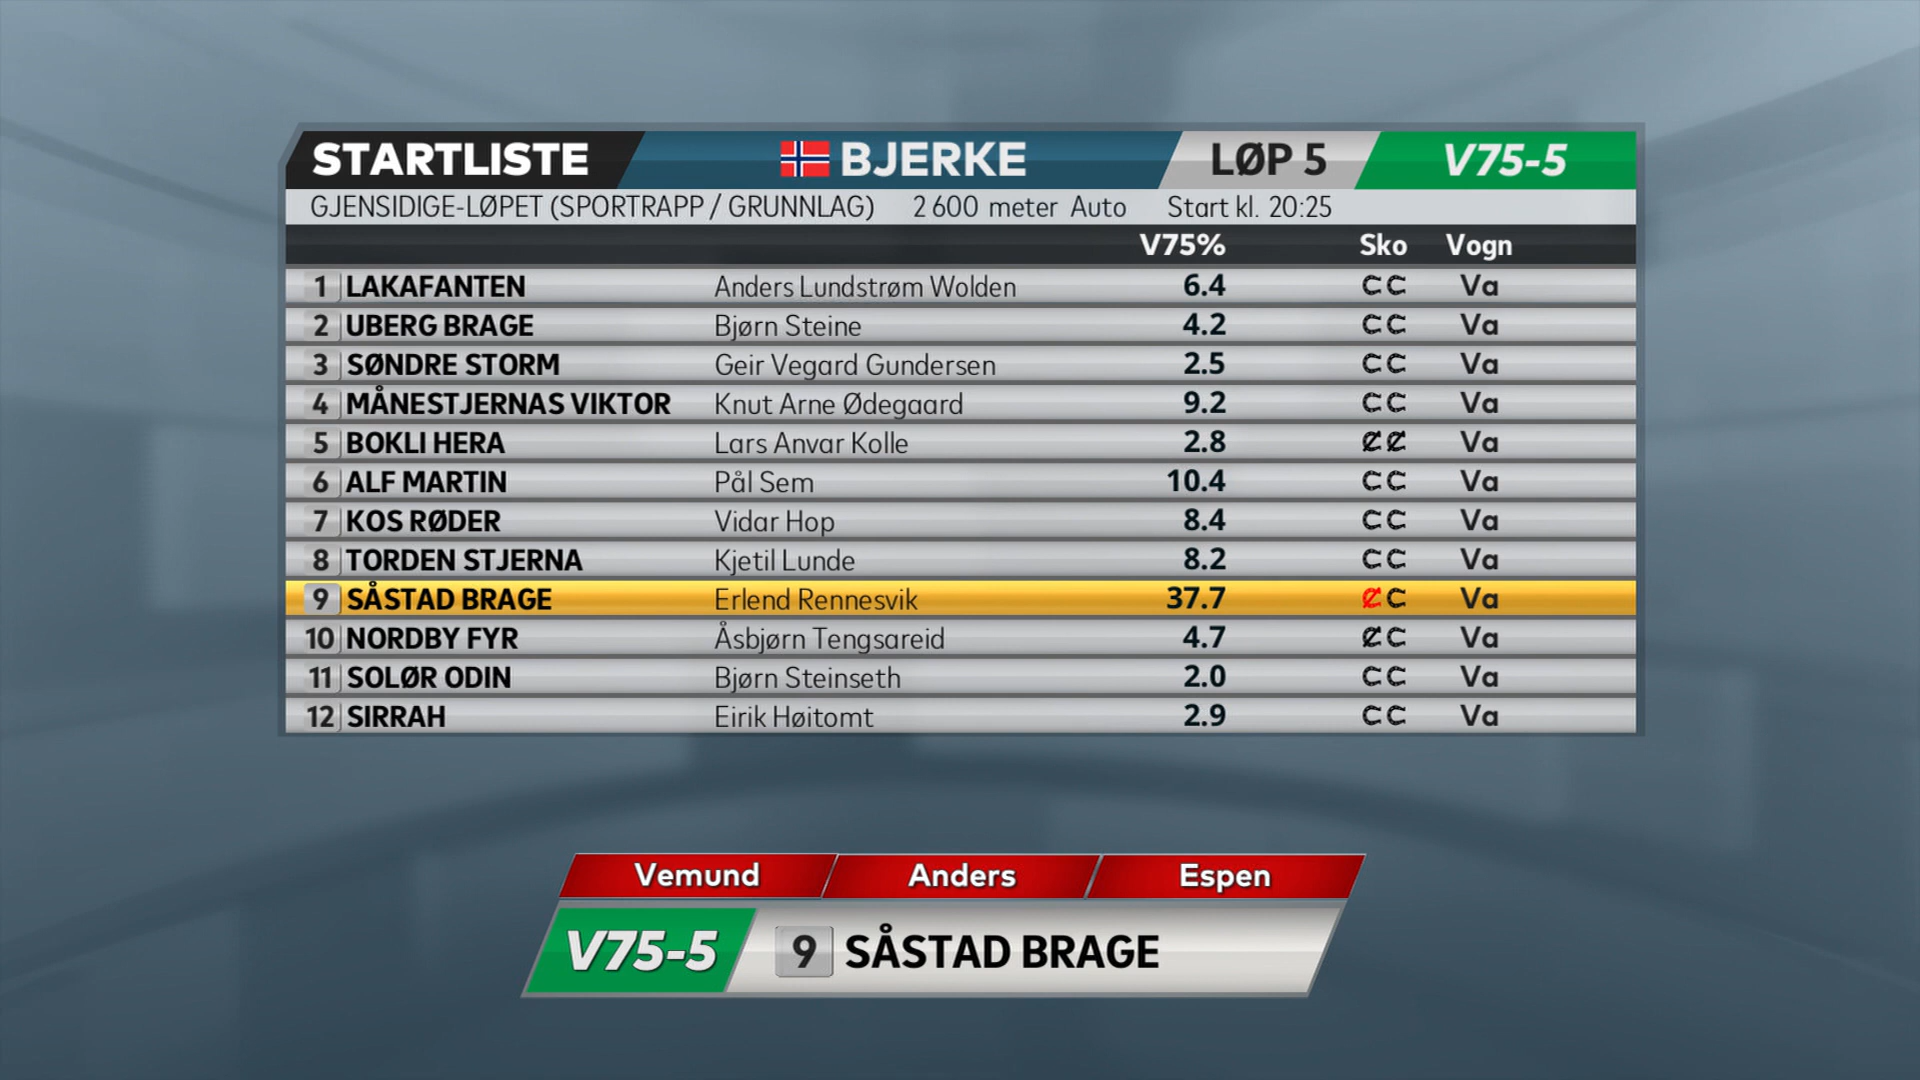 STARTLISTE BJERKE LØP 5 V75-5
GJENSIDIGE-LØPET (SPORTRAPP / GRUNNLAG) 2 600 meter Auto Start kl. 20:25
V75% Sko Vogn
1 LAKAFANTEN Anders Lundstrøm Wolden 6.4 C C Va
2 UBERG BRAGE Bjørn Steine 4.2 C C Va
3 SØNDRE STORM Geir Vegard Gundersen 2.5 C C Va
4 MÅNESTJERNAS VIKTOR Knut Arne Ødegaard 9.2 C C Va
5 BOKLI HERA Lars Anvar Kolle 2.8 Ȼ Ȼ Va
6 ALF MARTIN Pål Sem 10.4 C C Va
7 KOS RØDER Vidar Hop 8.4 C C Va
8 TORDEN STJERNA Kjetil Lunde 8.2 C C Va
9 SÅSTAD BRAGE Erlend Rennesvik 37.7 Ȼ C Va
10 NORDBY FYR Åsbjørn Tengsareid 4.7 Ȼ C Va
11 SOLØR ODIN Bjørn Steinseth 2.0 C C Va
12 SIRRAH Eirik Høitomt 2.9 C C Va
Vemund Anders Espen
V75-5 9 SÅSTAD BRAGE